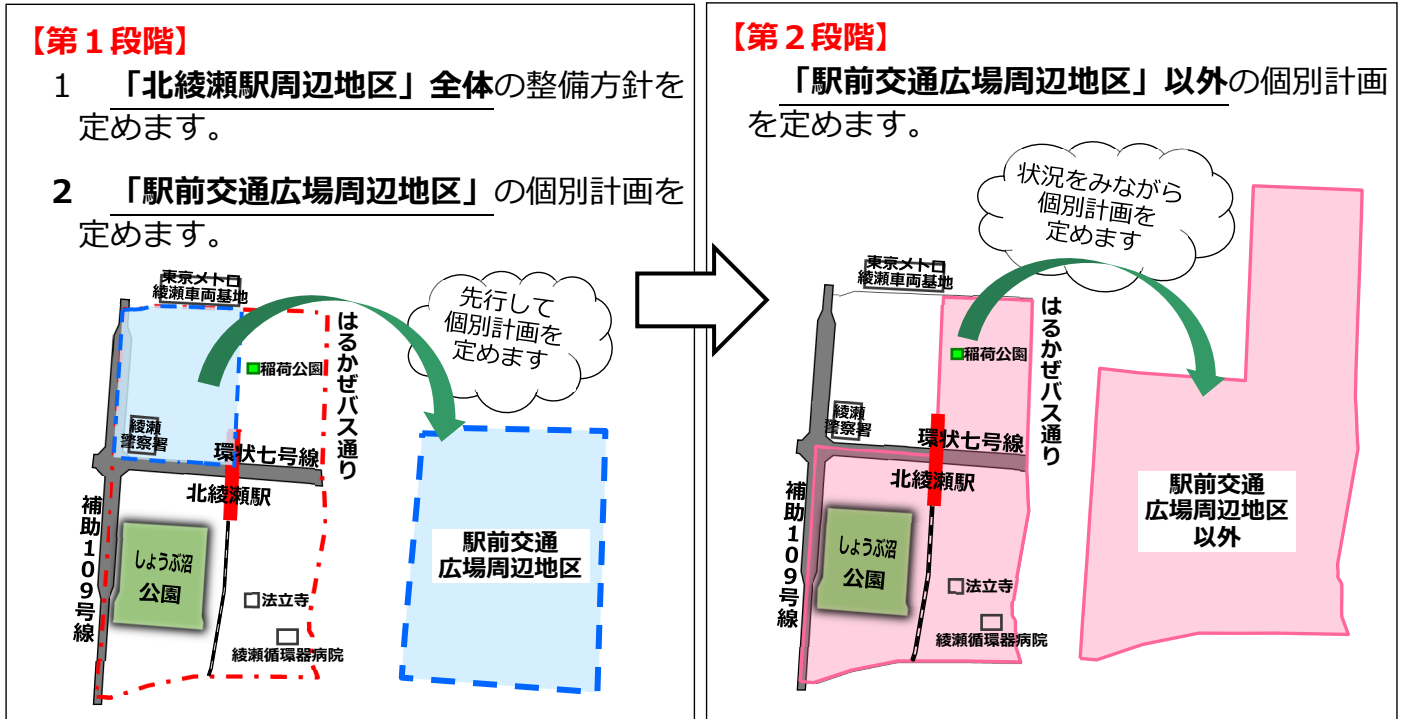 【第１段階】
１　「北綾瀬駅周辺地区」全体の整備方針を
定めます。
２　「駅前交通広場周辺地区」の個別計画を
定めます。
東京メトロ
綾瀬車両基地
先行して
個別計画を
定めます
はるかぜバス通り
稲荷公園
綾瀬
警察署
環状七号線
北綾瀬駅
補助109号線
しょうぶ沼
公園
法立寺
綾瀬循環器病院
駅前交通
広場周辺地区
【第２段階】
「駅前交通広場周辺地区」以外の個別計画
を定めます。
状況をみながら
個別計画を
定めます
東京メトロ
綾瀬車両基地
はるかぜバス通り
稲荷公園
綾瀬
警察署
環状七号線
北綾瀬駅
補助109号線
しょうぶ沼
公園
法立寺
綾瀬循環器病院
駅前交通
広場周辺地区
以外